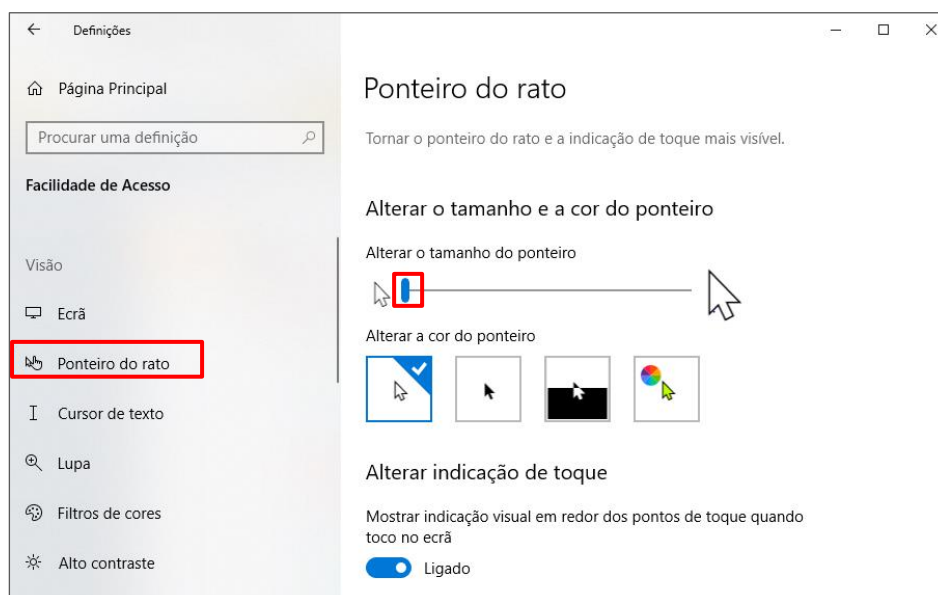 Definições
Página Principal
Procurar uma definição
Facilidade de Acesso
Visão
Ecrã
Ponteiro do rato
Cursor de texto
Lupa
Filtros de cores
Alto contraste
Ponteiro do rato
Tornar o ponteiro do rato e a indicação de toque mais visível.
Alterar o tamanho e a cor do ponteiro
Alterar o tamanho do ponteiro
Alterar a cor do ponteiro
Alterar indicação de toque
Mostrar indicação visual em redor dos pontos de toque quando
toco no ecrã
Ligado